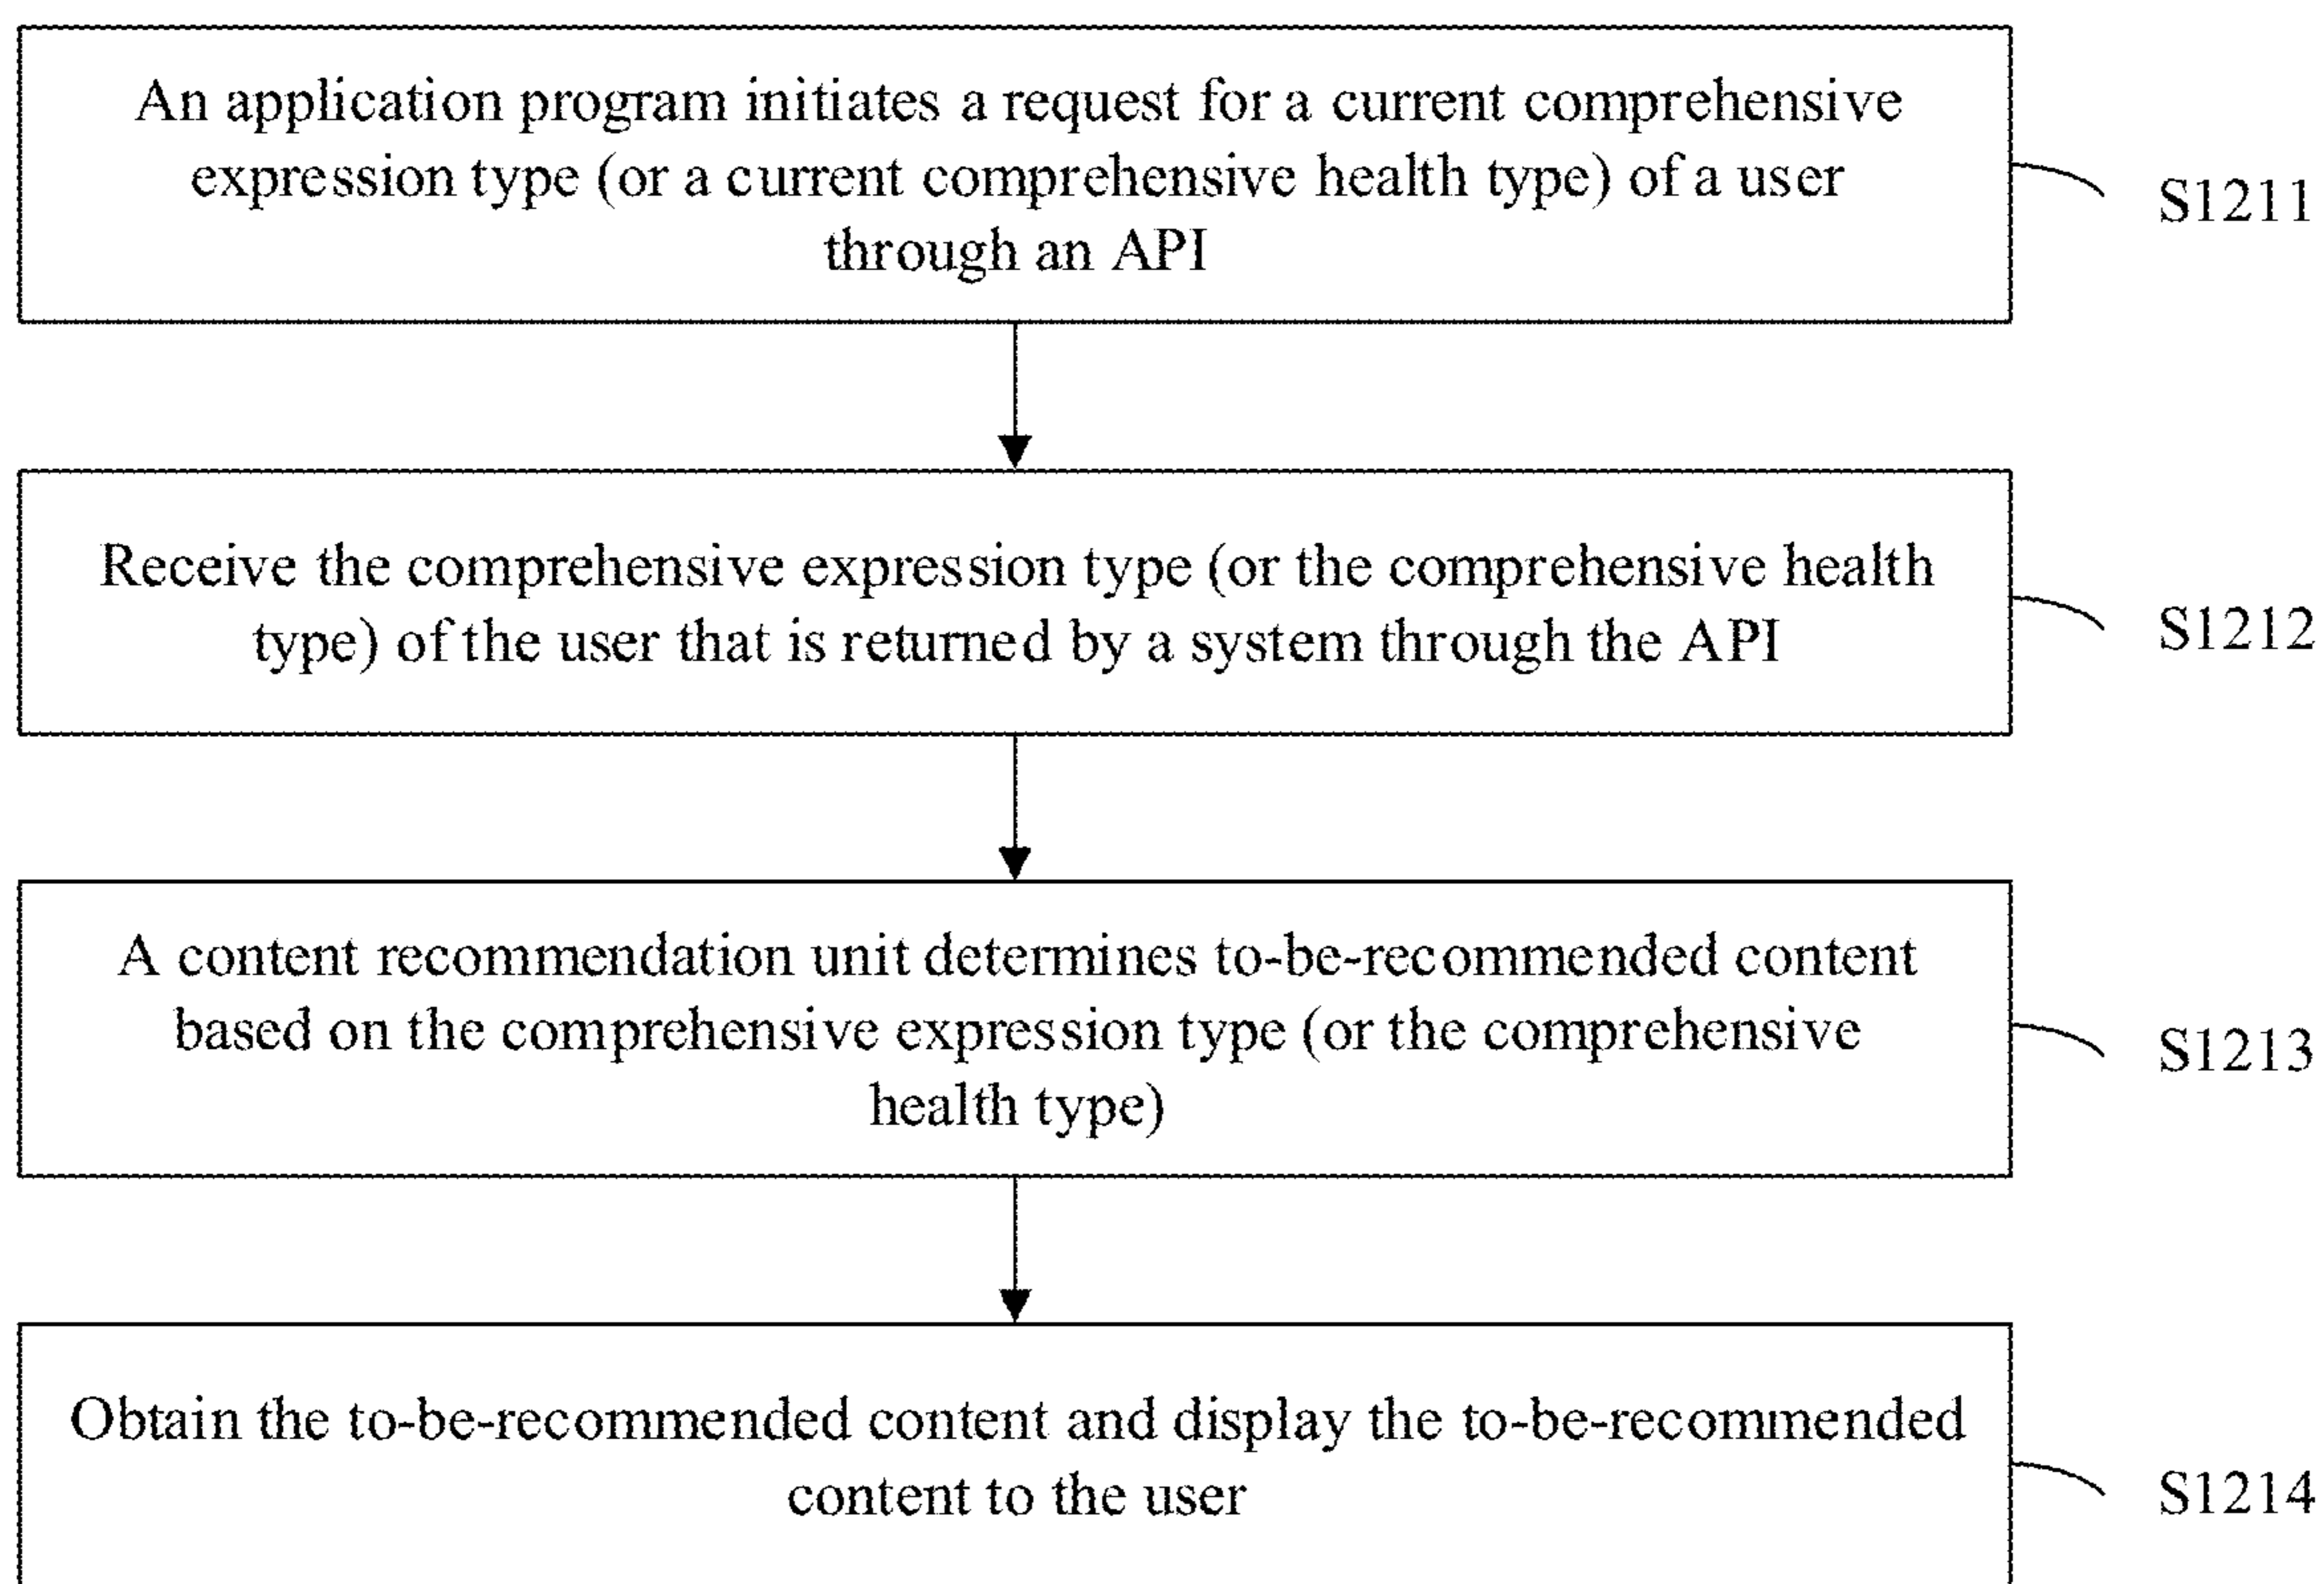 An application program initiates a request for a current comprehensive
expression type (or a current comprehensive health type) of a user
through an API
S1211
Receive the comprehensive expression type (or the comprehensive health
type) of the user that is returned by a system through the API
S1212
A content recommendation unit determines to-be-recommended content
based on the comprehensive expression type (or the comprehensive
health type)
S1213
Obtain the to-be-recommended content and display the to-be-recommended
content to the user
S1214